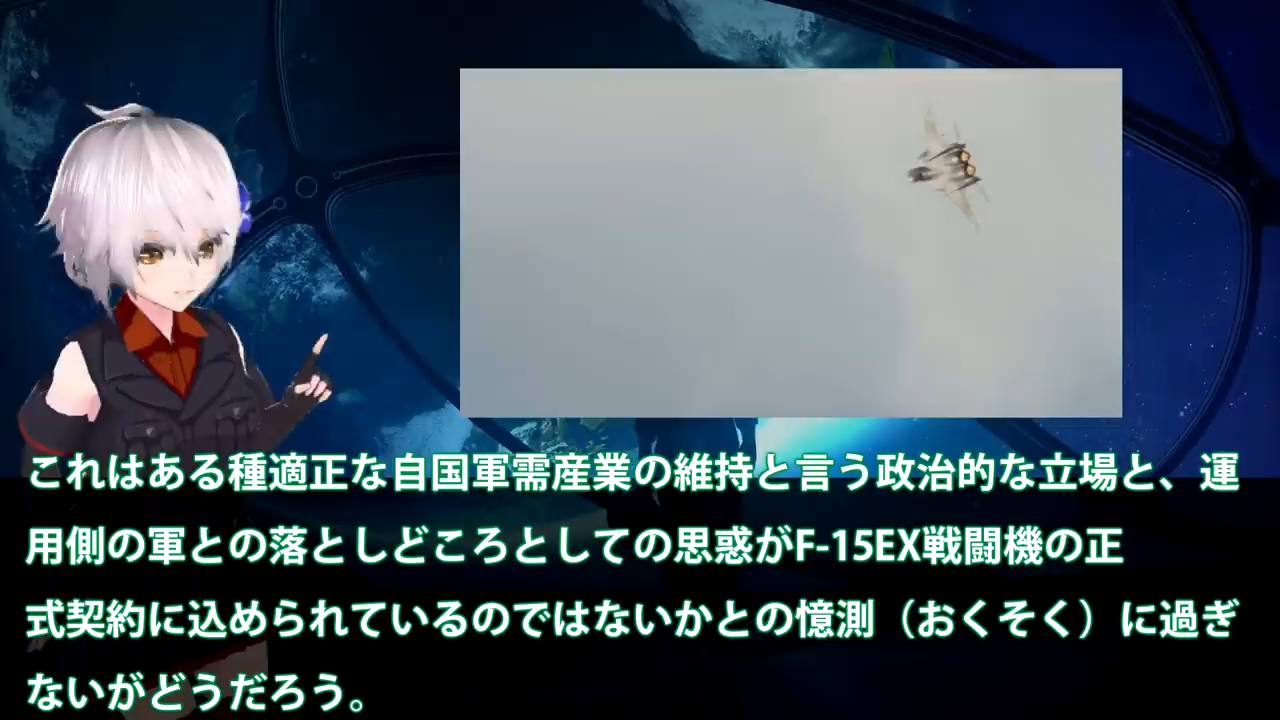 これはある種適正な自国軍需産業の維持と言う政治的な立場と、運
用側の軍との落としどころとしての思惑がF-15EX戦闘機の正
式契約に込められているのではないかとの憶測（おくそく）に過ぎ
ないがどうだろう。